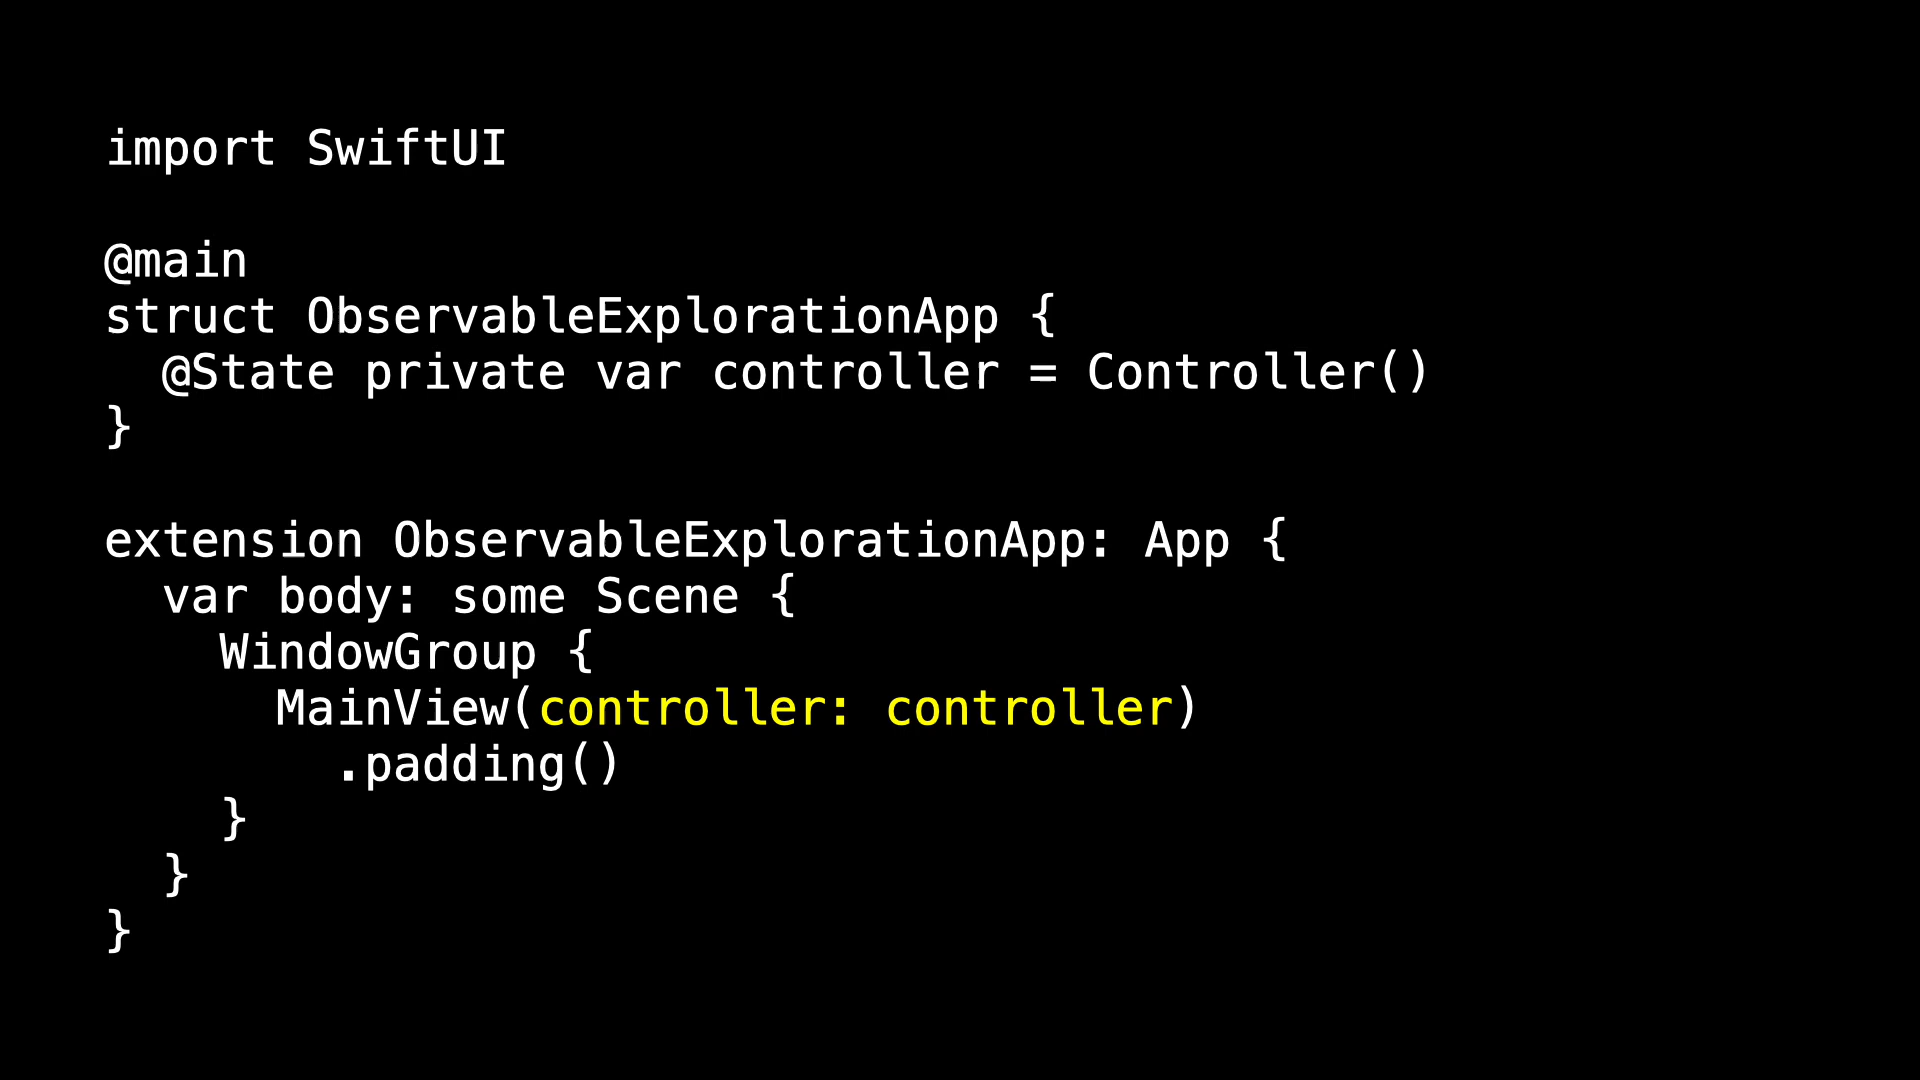 import SwiftUI

@main
struct ObservableExplorationApp {
  @State private var controller = Controller()
}

extension ObservableExplorationApp: App {
  var body: some Scene {
    WindowGroup {
      MainView(controller: controller)
        .padding()
    }
  }
}